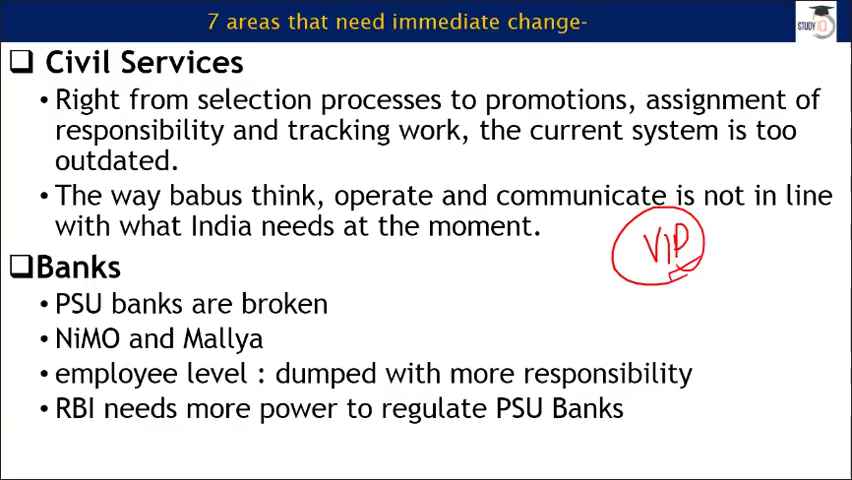 7 areas that need immediate change-
STUDY IQ
Civil Services
• Right from selection processes to promotions, assignment of
responsibility and tracking work, the current system is too
outdated.
• The way babus think, operate and communicate is not in line
with what India needs at the moment.
VIP
Banks
• PSU banks are broken
• NiMO and Mallya
• employee level : dumped with more responsibility
• RBI needs more power to regulate PSU Banks